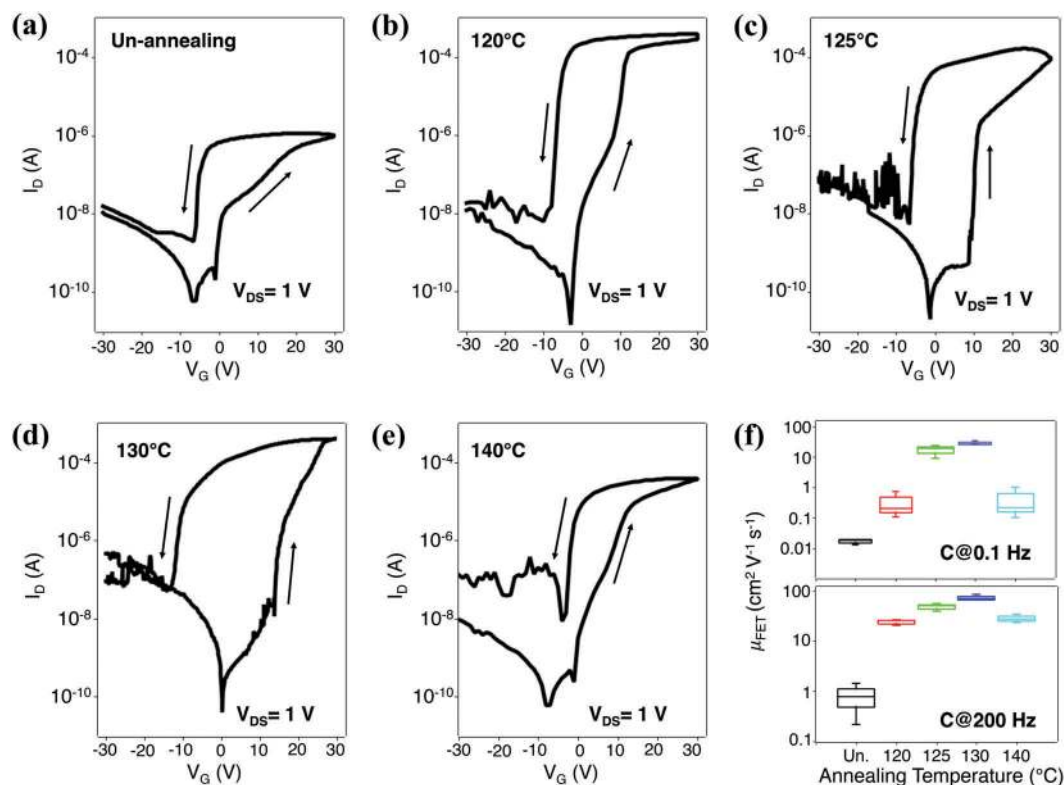 (a)
Un-annealing
10⁻⁴
10⁻⁶
10⁻⁸
10⁻¹⁰
I_D (A)
V_DS= 1 V
-30 -20 -10 0 10 20 30
V_G (V)
(b)
120°C
10⁻⁴
10⁻⁶
10⁻⁸
10⁻¹⁰
I_D (A)
V_DS= 1 V
-30 -20 -10 0 10 20 30
V_G (V)
(c)
125°C
10⁻⁴
10⁻⁶
10⁻⁸
10⁻¹⁰
I_D (A)
V_DS= 1 V
-30 -20 -10 0 10 20 30
V_G (V)
(d)
130°C
10⁻⁴
10⁻⁶
10⁻⁸
10⁻¹⁰
I_D (A)
V_DS= 1 V
-30 -20 -10 0 10 20 30
V_G (V)
(e)
140°C
10⁻⁴
10⁻⁶
10⁻⁸
10⁻¹⁰
I_D (A)
V_DS= 1 V
-30 -20 -10 0 10 20 30
V_G (V)
(f)
100
10
1
0.1
0.01
C@0.1 Hz
μ_FET (cm² V⁻¹ s⁻¹)
100
10
1
0.1
C@200 Hz
Un. 120 125 130 140
Annealing Temperature (°C)